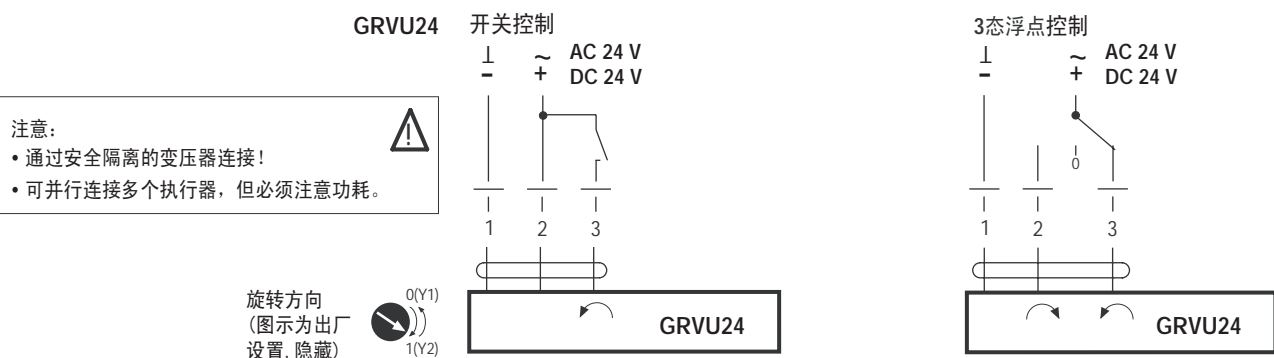 GRVU24
开关控制
⊥ ~ AC 24 V
- + DC 24 V
注意：
• 通过安全隔离的变压器连接！
• 可并行连接多个执行器，但必须注意功耗。
1 2 3
旋转方向
(图示为出厂
设置, 隐藏)
0(Y1)
1(Y2)
GRVU24
3态浮点控制
⊥ ~ AC 24 V
- + DC 24 V
0
1 2 3
GRVU24